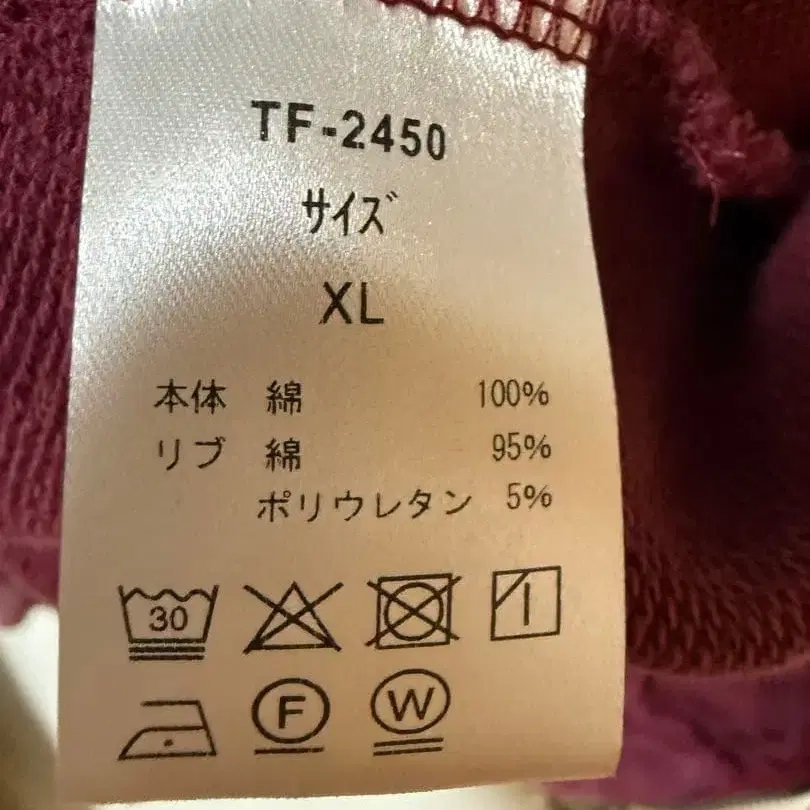 TF-2450
サイズ
XL
本体 綿 100%
リブ 綿 95%
ポリウレタン 5%
30
F
W